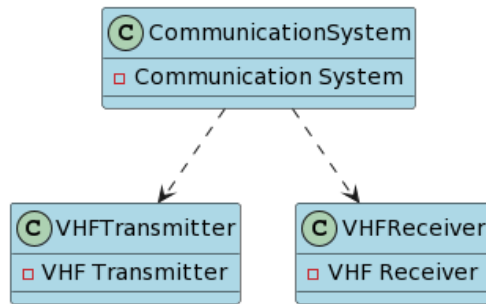 C CommunicationSystem
Communication System
C VHFTransmitter
VHF Transmitter
C VHFReceiver
VHF Receiver